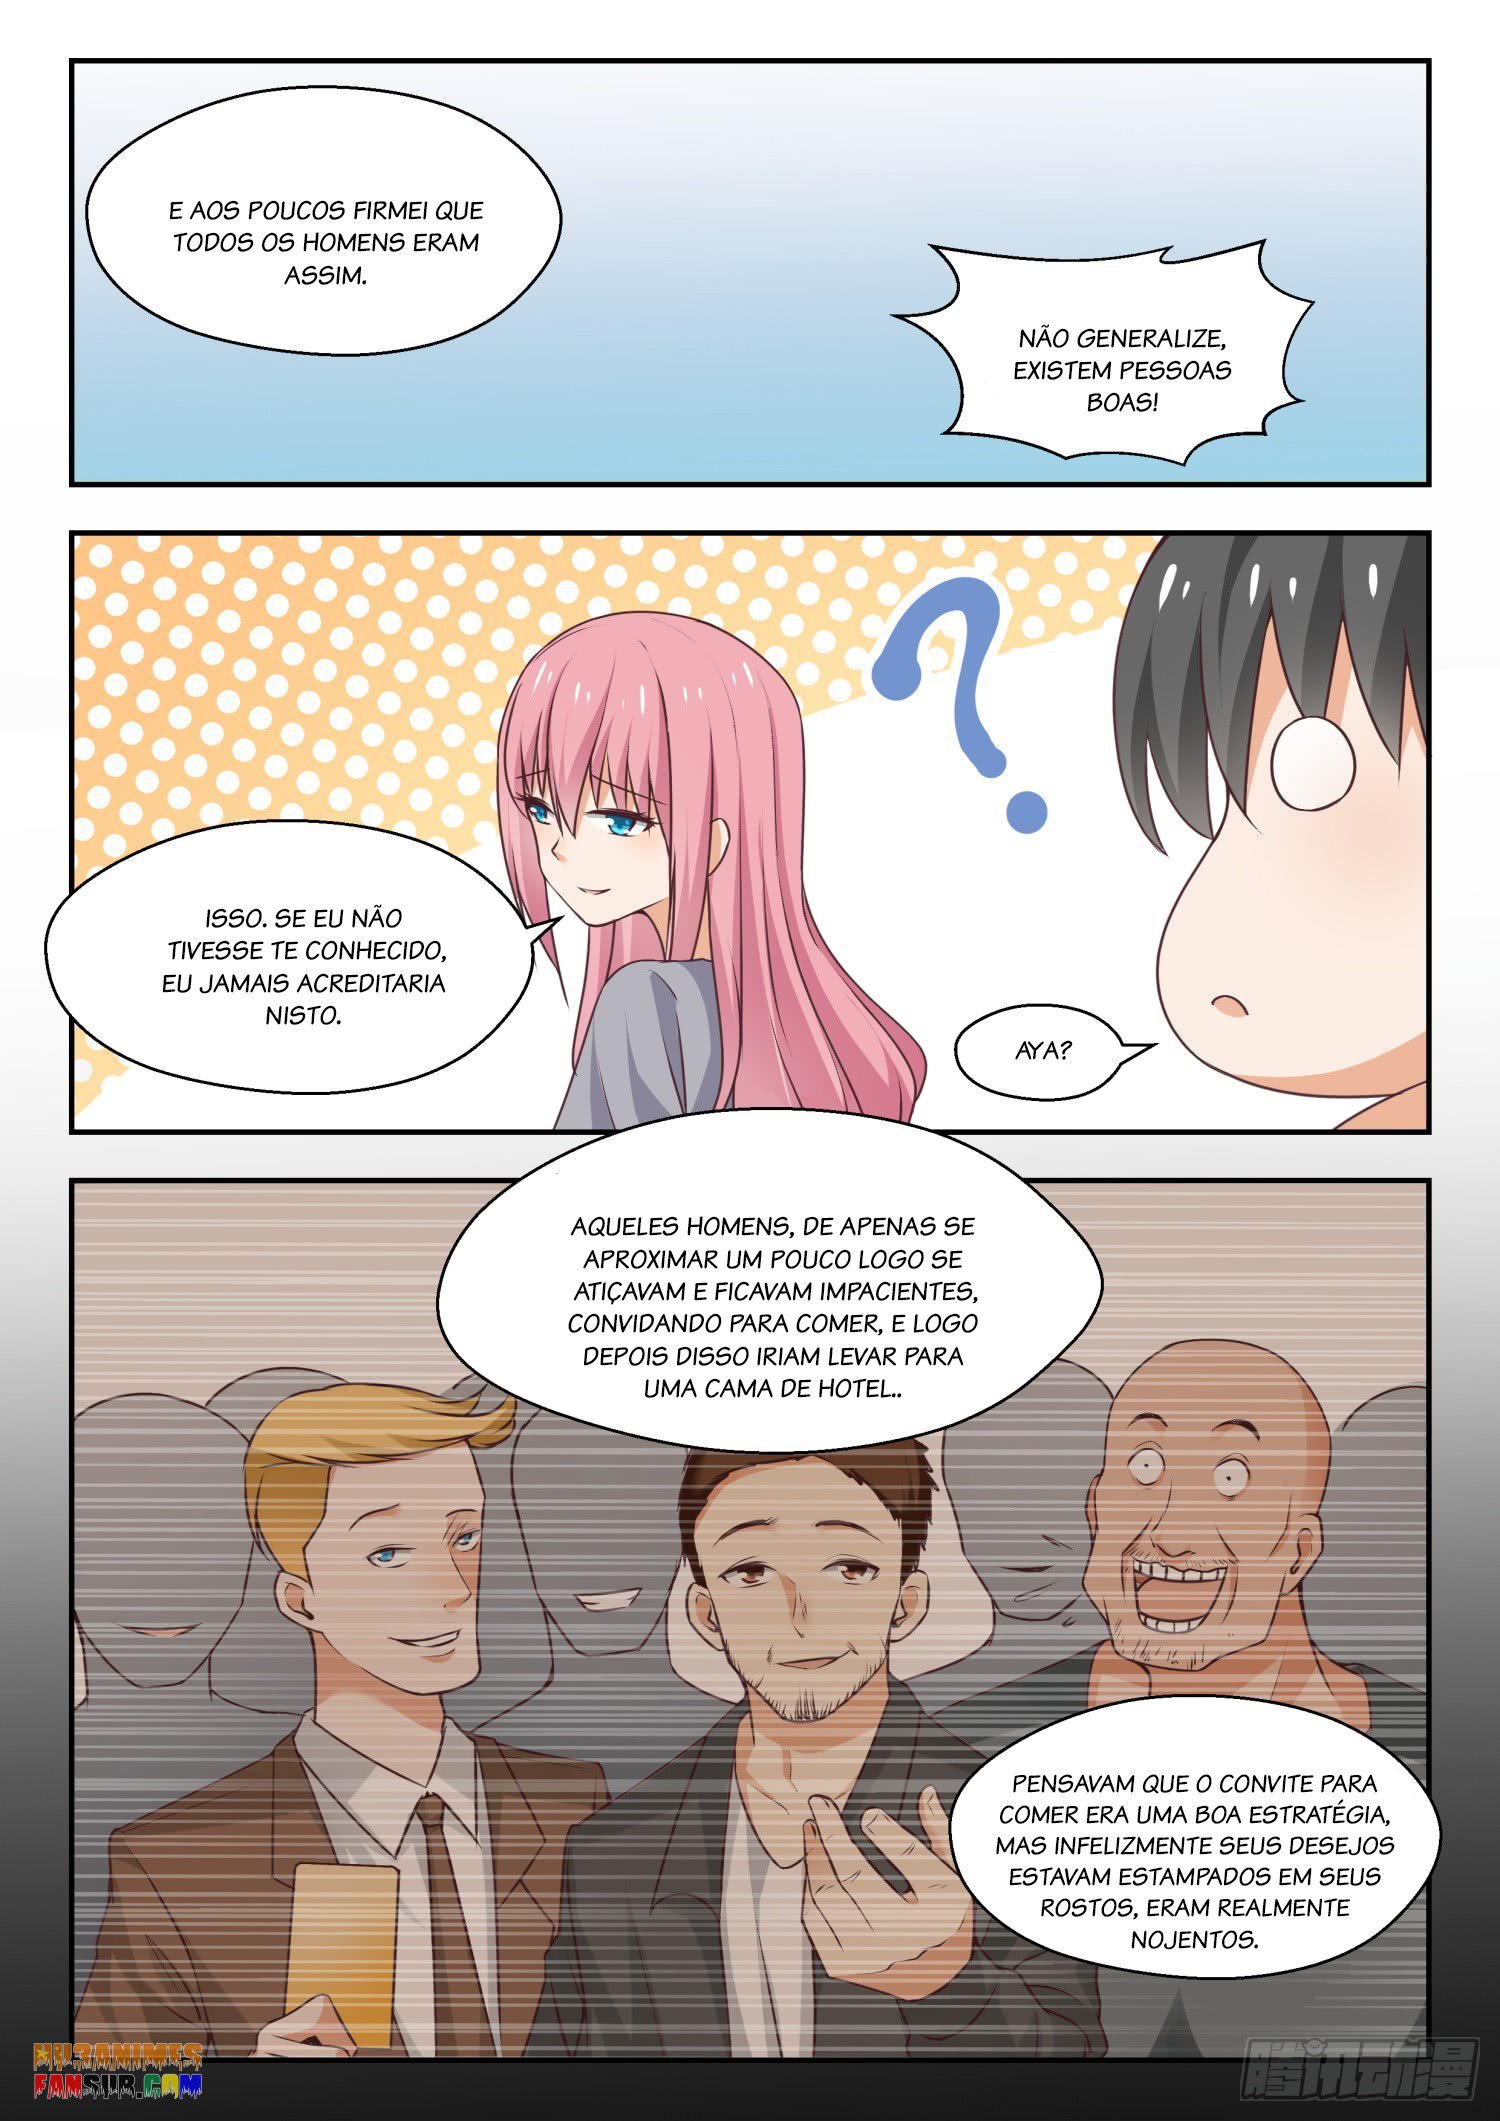 E AOS POUCOS FIRMEI QUE
TODOS OS HOMENS ERAM
ASSIM.
NÃO GENERALIZE,
EXISTEM PESSOAS
BOAS!
ISSO. SE EU NÃO
TIVESSE TE CONHECIDO,
EU JAMAIS ACREDITARIA
NISTO.
?
AYA?
AQUELES HOMENS, DE APENAS SE
APROXIMAR UM POUCO LOGO SE
ATIÇAVAM E FICAVAM IMPACIENTES,
CONVIDANDO PARA COMER, E LOGO
DEPOIS DISSO IRIAM LEVAR PARA
UMA CAMA DE HOTEL..
PENSAVAM QUE O CONVITE PARA
COMER ERA UMA BOA ESTRATÉGIA,
MAS INFELIZMENTE SEUS DESEJOS
ESTAVAM ESTAMPADOS EM SEUS
ROSTOS, ERAM REALMENTE
NOJENTOS.
FANSUB.COM
腾讯动漫